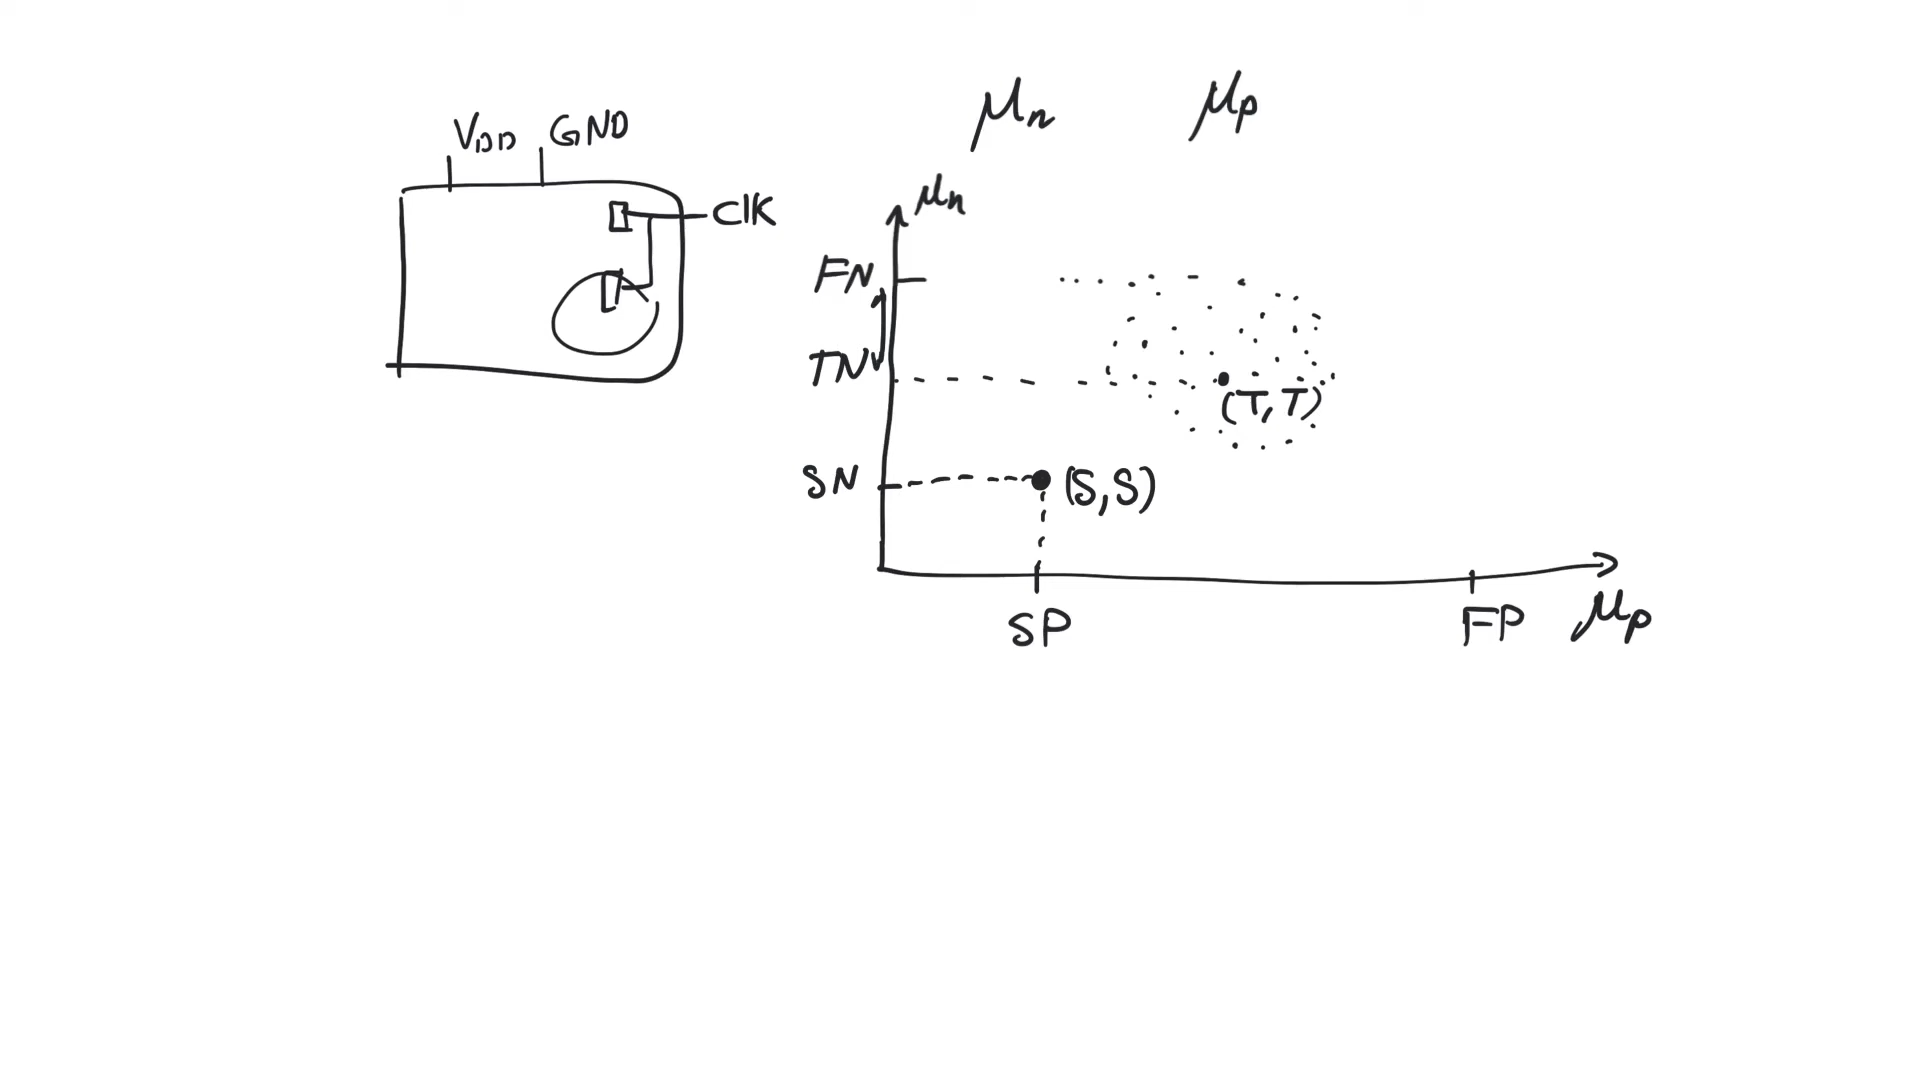 μn μp
VDD GND
CLK
μn
FN
TN
(T,T)
SN
(S,S)
SP
FP
μp